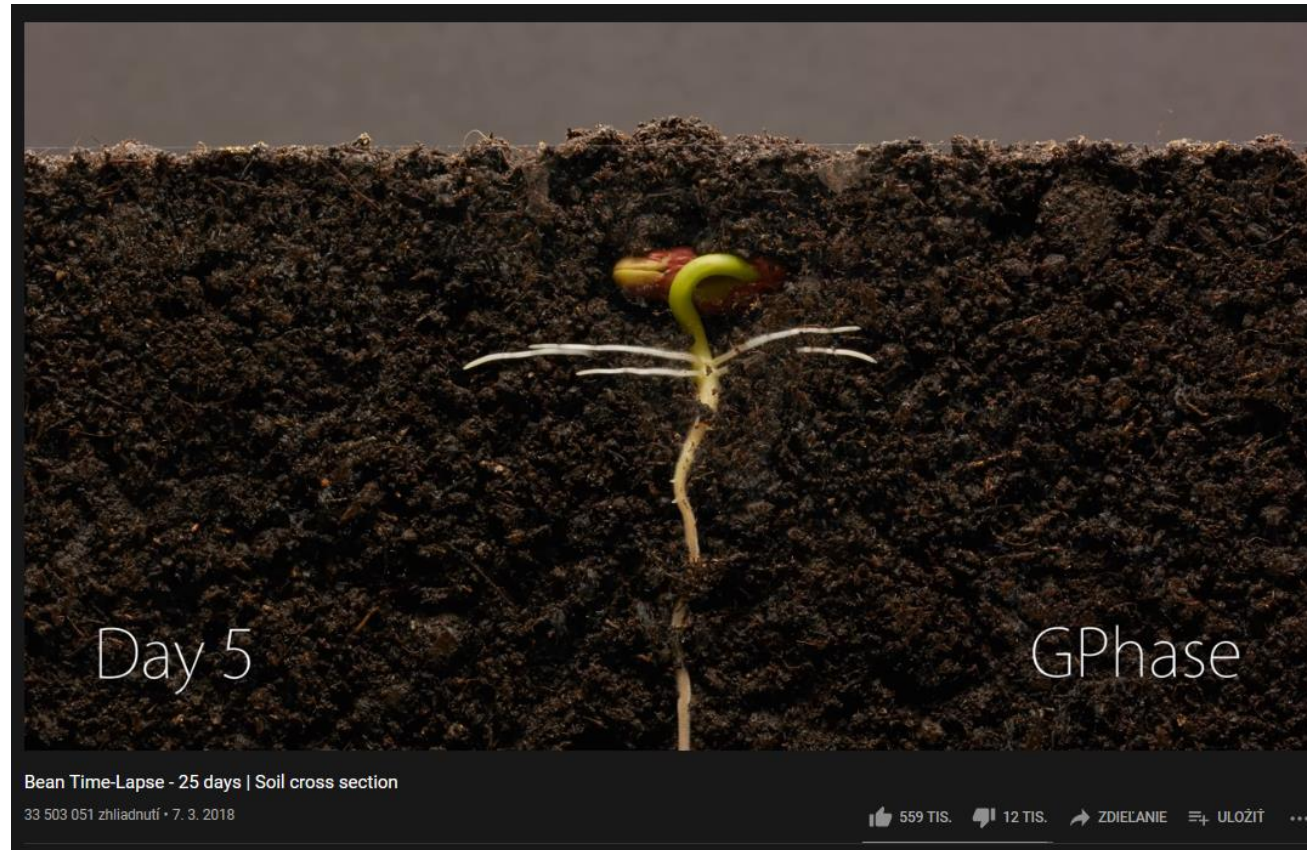 Day 5
GPhase
Bean Time-Lapse - 25 days | Soil cross section
33 503 051 zhliadnutí • 7. 3. 2018
559 TIS. 12 TIS. ZDIEĽANIE ULOŽIŤ